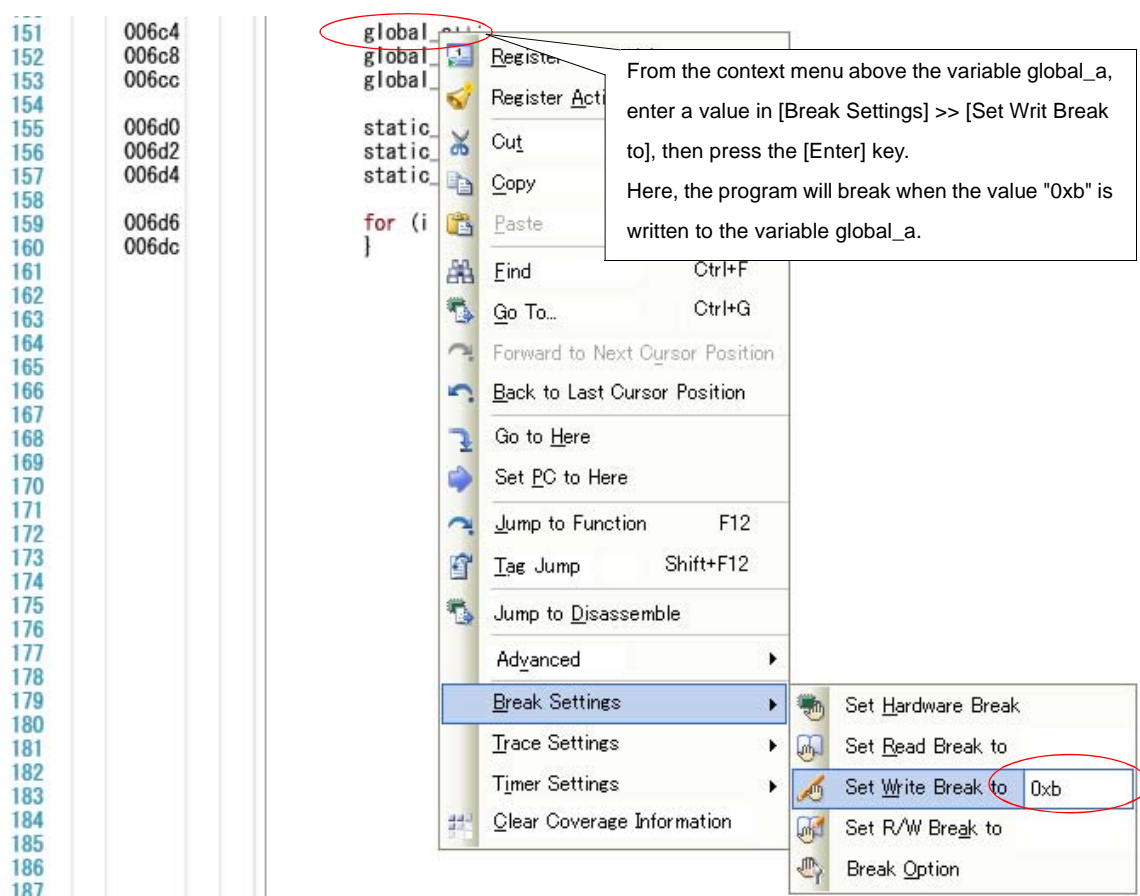 151 006c4 global_a++;
152 006c8 global_
153 006cc global_
154
155 006d0 static_
156 006d2 static_
157 006d4 static_
158
159 006d6 for (i
160 006dc }
161
162
163
164
165
166
167
168
169
170
171
172
173
174
175
176
177
178
179
180
181
182
183
184
185
186
187
Register
Register Acti
Cut
Copy
Paste
Find Ctrl+F
Go To... Ctrl+G
Forward to Next Cursor Position
Back to Last Cursor Position
Go to Here
Set PC to Here
Jump to Function F12
Tag Jump Shift+F12
Jump to Disassemble
Advanced
Break Settings
Trace Settings
Timer Settings
Clear Coverage Information
From the context menu above the variable global_a,
enter a value in [Break Settings] >> [Set Writ Break
to], then press the [Enter] key.
Here, the program will break when the value "0xb" is
written to the variable global_a.
Set Hardware Break
Set Read Break to
Set Write Break to 0xb
Set R/W Break to
Break Option